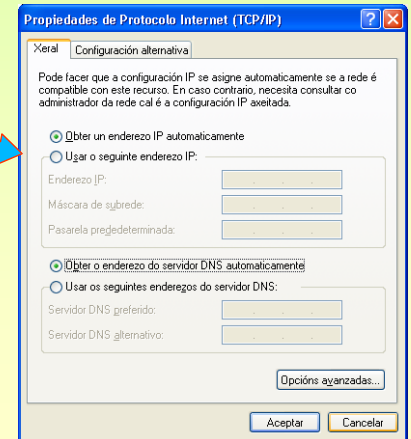 Propiedades de Protocolo Internet (TCP/IP)
Xeral
Configuración alternativa
Pode facer que a configuración IP se asigne automaticamente se a rede é
compatible con este recurso. En caso contrario, necesita consultar co
administrador da rede cal é a configuración IP axeitada.
Obter un enderezo IP automaticamente
Usar o seguinte enderezo IP:
Enderezo IP:
Máscara de subrede:
Pasarela predeterminada:
Obter o enderezo do servidor DNS automaticamente
Usar os seguintes enderezos do servidor DNS:
Servidor DNS preferido:
Servidor DNS alternativo:
Opcións avanzadas...
Aceptar
Cancelar